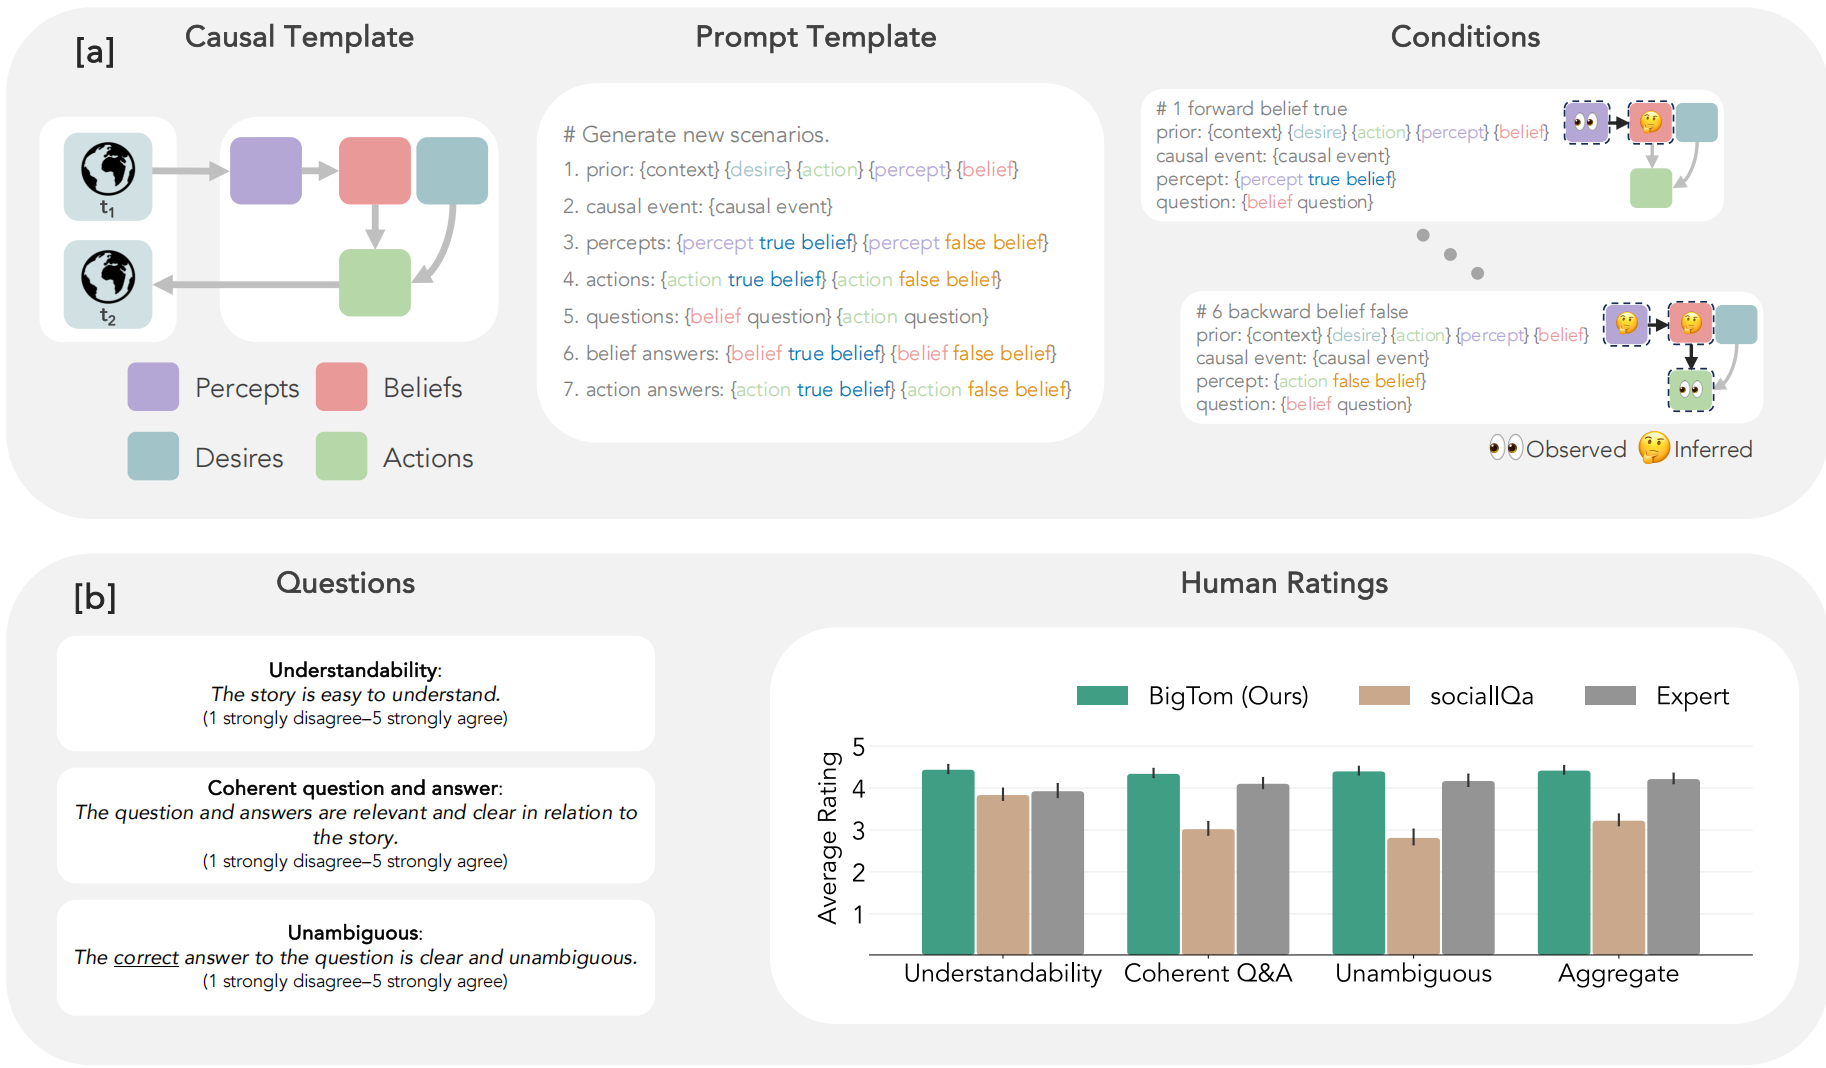 [a]
Causal Template
t1
t2
Percepts
Beliefs
Desires
Actions
Prompt Template
# Generate new scenarios.
1. prior: {context} {desire} {action} {percept} {belief}
2. causal event: {causal event}
3. percepts: {percept true belief} {percept false belief}
4. actions: {action true belief} {action false belief}
5. questions: {belief question} {action question}
6. belief answers: {belief true belief} {belief false belief}
7. action answers: {action true belief} {action false belief}
Conditions
# 1 forward belief true
prior: {context} {desire} {action} {percept} {belief}
causal event: {causal event}
percept: {percept true belief}
question: {belief question}
# 6 backward belief false
prior: {context} {desire} {action} {percept} {belief}
causal event: {causal event}
percept: {action false belief}
question: {belief question}
Observed
Inferred
[b]
Questions
Understandability:
The story is easy to understand.
(1 strongly disagree–5 strongly agree)
Coherent question and answer:
The question and answers are relevant and clear in relation to
the story.
(1 strongly disagree–5 strongly agree)
Unambiguous:
The correct answer to the question is clear and unambiguous.
(1 strongly disagree–5 strongly agree)
Human Ratings
BigTom (Ours)
socialIQa
Expert
Average Rating
5
4
3
2
1
Understandability
Coherent Q&A
Unambiguous
Aggregate